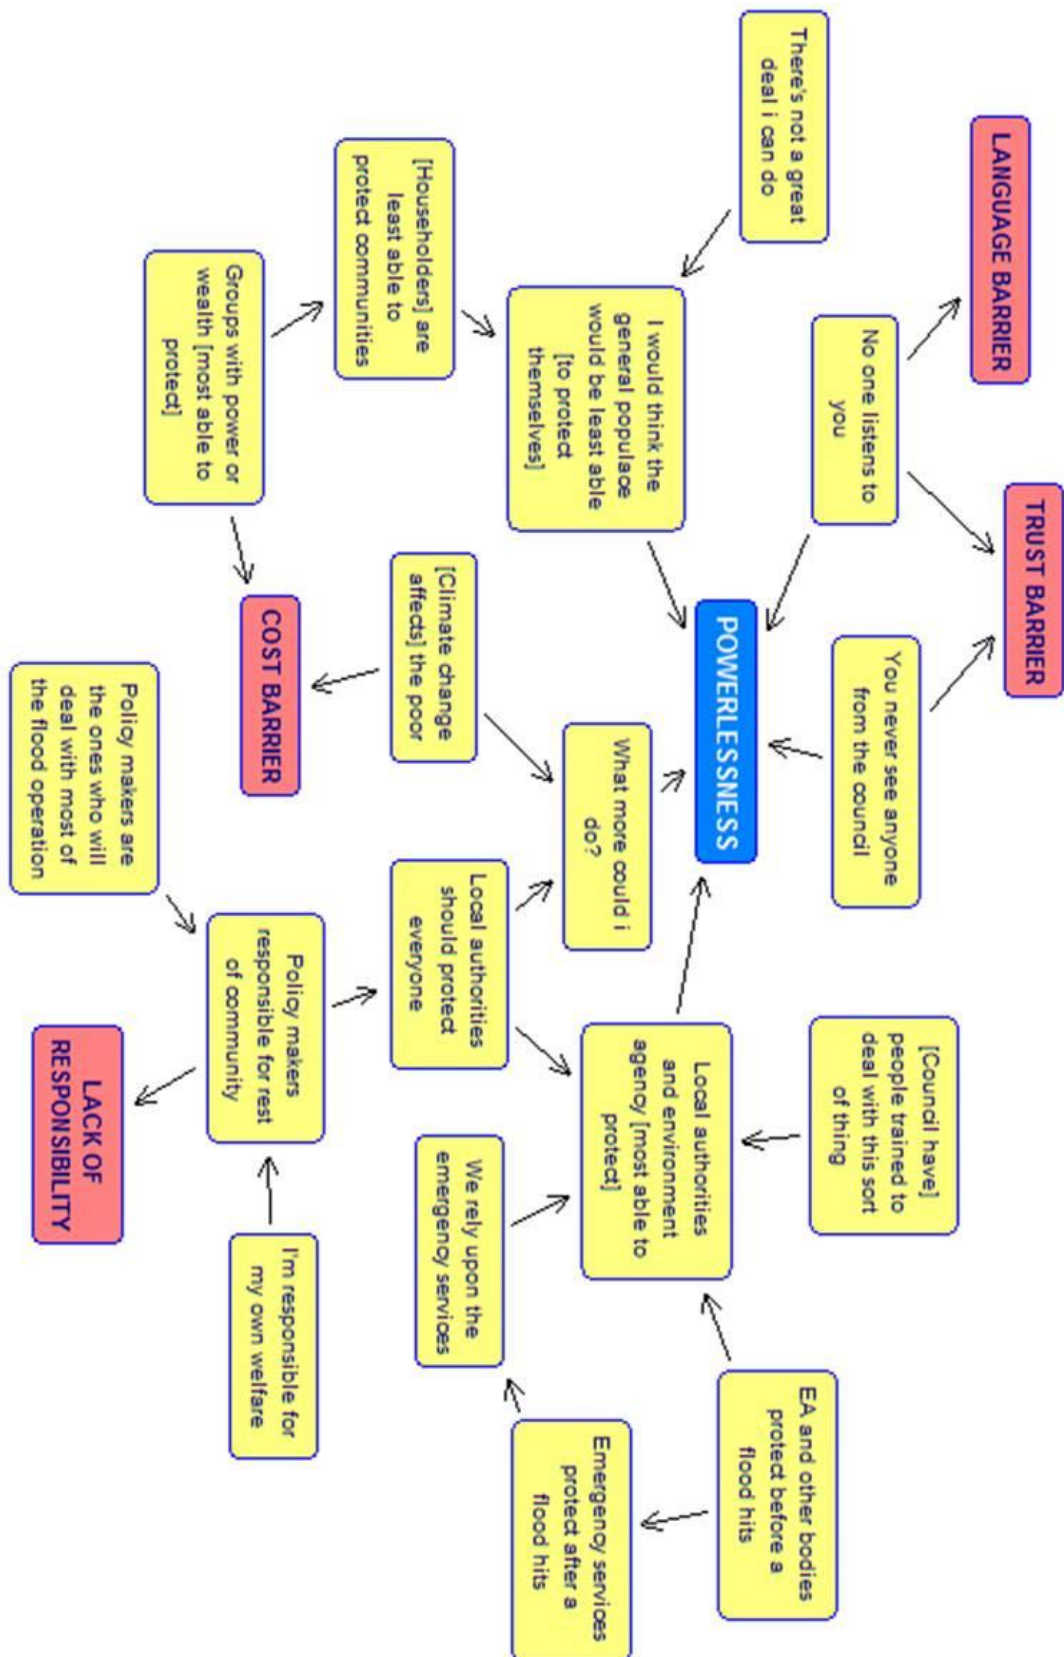 LANGUAGE BARRIER
TRUST BARRIER
There's not a great
deal i can do
No one listens to
you
You never see anyone
from the council
[Council have]
people trained to
deal with this sort
of thing
EA and other bodies
protect before a
flood hits
POWERLESSNESS
I would think the
general populace
would be least able
[to protect
themselves]
What more could i
do?
Local authorities
and environment
agency [most able to
protect]
Emergency services
protect after a
flood hits
[Householders] are
least able to
protect communities
[Climate change
affects] the poor
Local authorities
should protect
everyone
We rely upon the
emergency services
Groups with power or
wealth [most able to
protect]
COST BARRIER
Policy makers
responsible for rest
of community
I'm responsible for
my own welfare
Policy makers are
the ones who will
deal with most of
the flood operation
LACK OF
RESPONSIBILITY